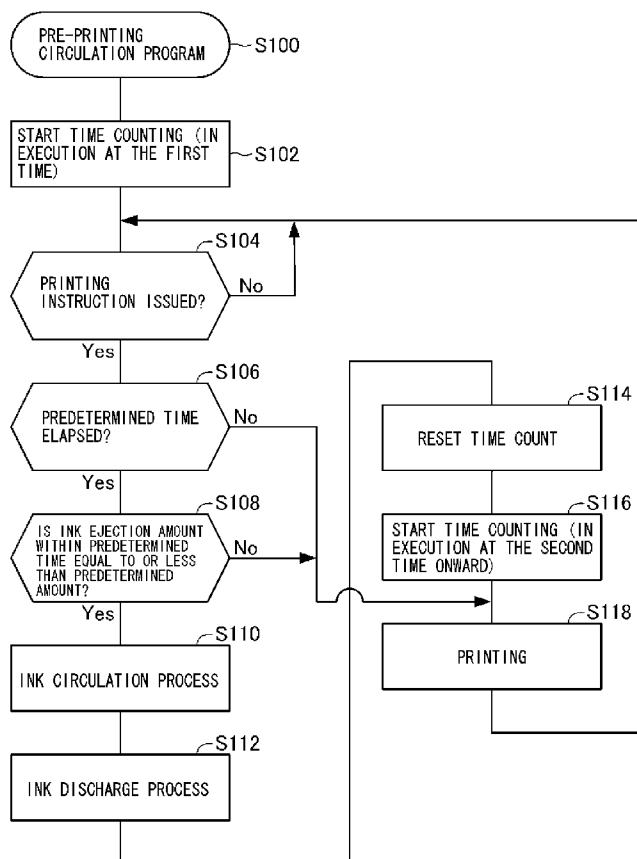 PRE-PRINTING
CIRCULATION PROGRAM
S100
START TIME COUNTING (IN
EXECUTION AT THE FIRST
TIME)
S102
S104
PRINTING
INSTRUCTION ISSUED?
No
Yes
S106
PREDETERMINED TIME
ELAPSED?
No
Yes
S108
IS INK EJECTION AMOUNT
WITHIN PREDETERMINED
TIME EQUAL TO OR LESS
THAN PREDETERMINED
AMOUNT?
No
Yes
S110
INK CIRCULATION PROCESS
S112
INK DISCHARGE PROCESS
S114
RESET TIME COUNT
S116
START TIME COUNTING (IN
EXECUTION AT THE SECOND
TIME ONWARD)
S118
PRINTING